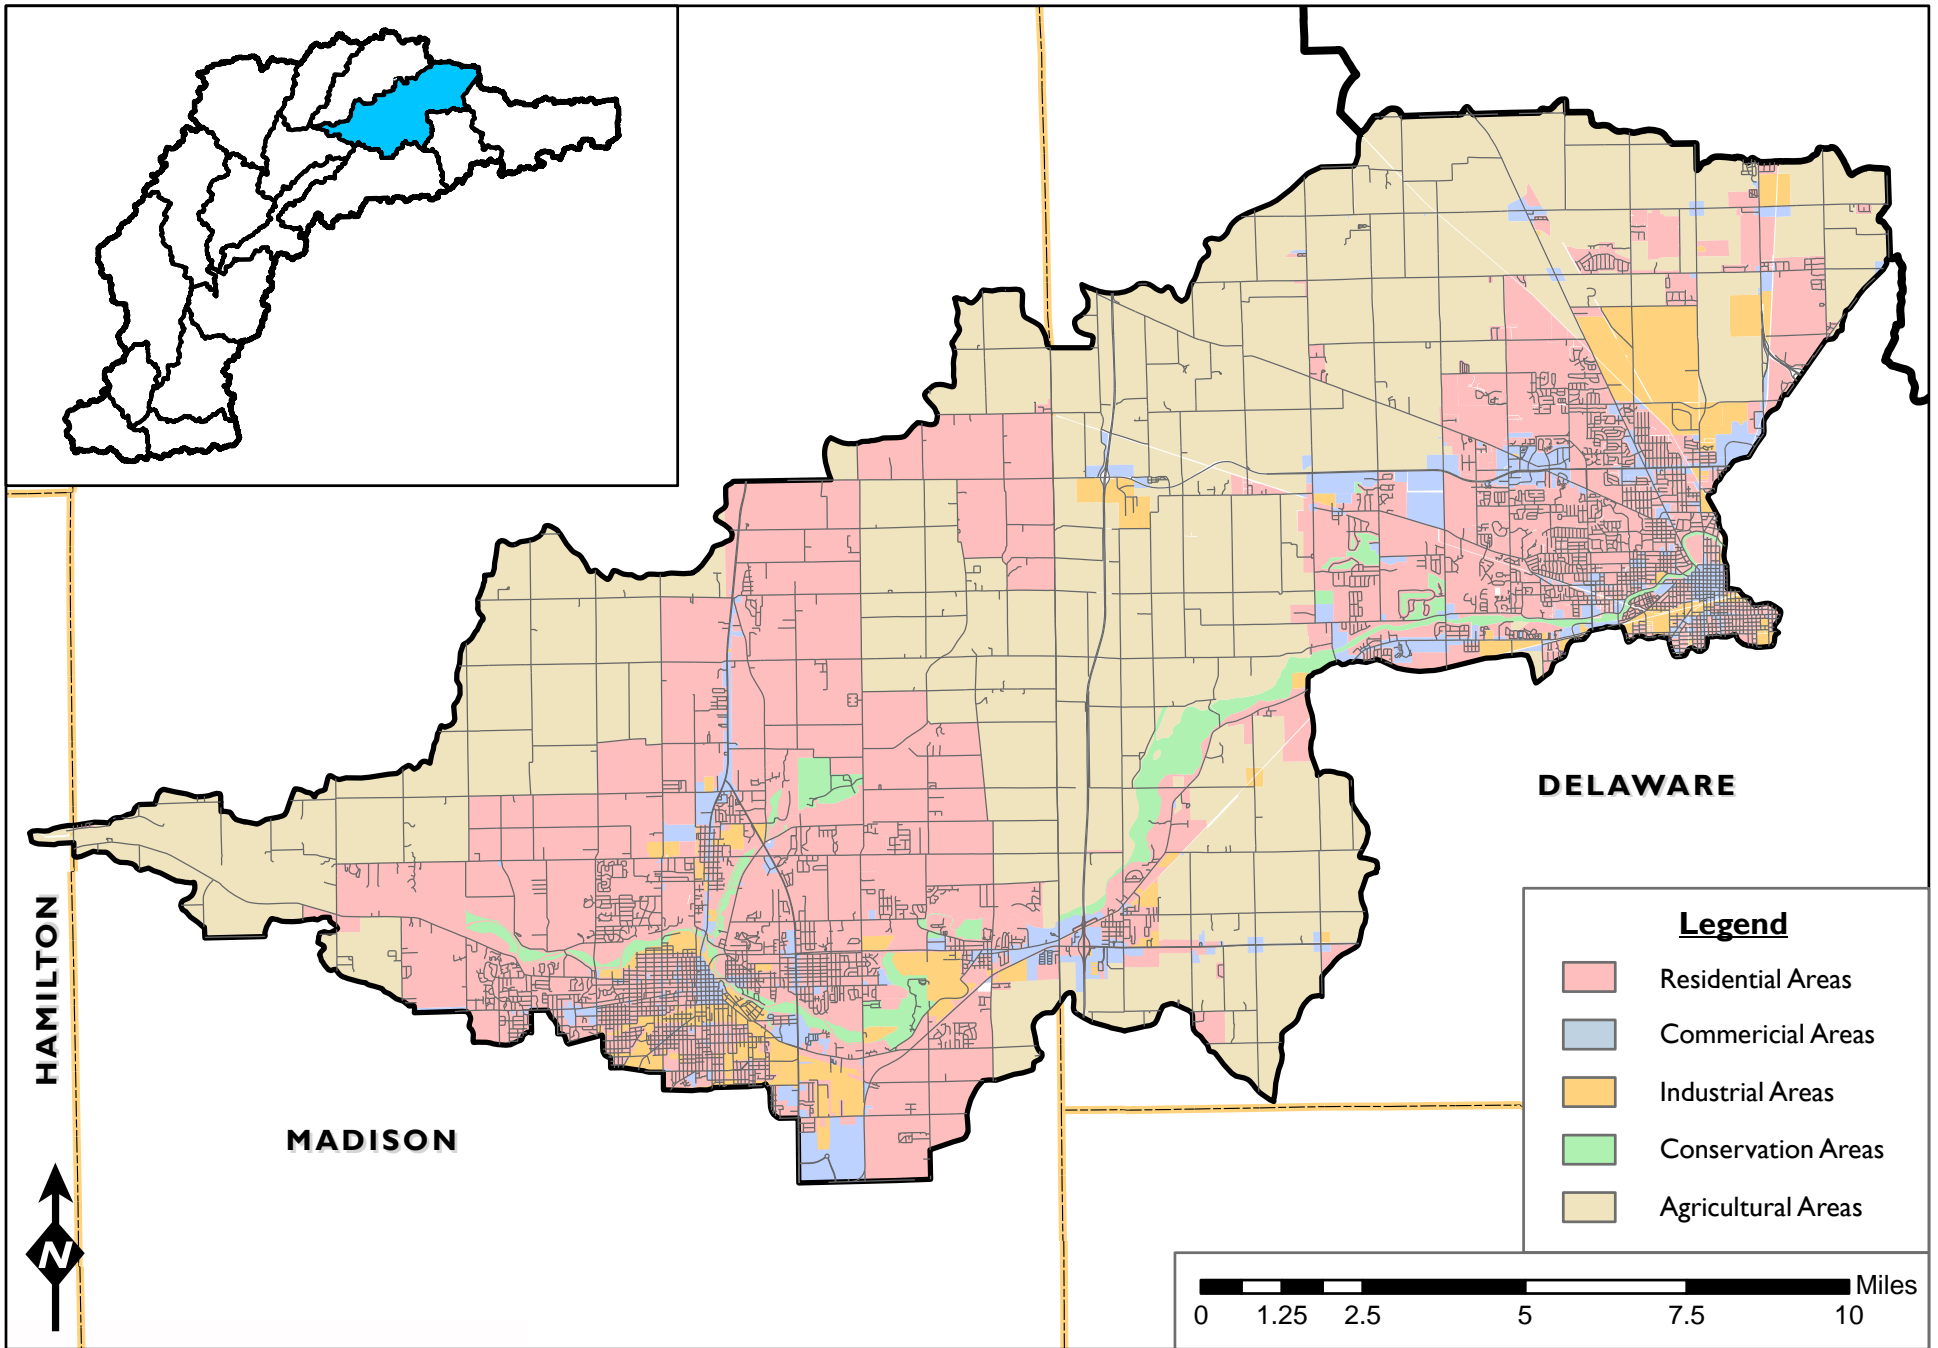 DELAWARE
HAMILTON
MADISON
N
Legend
Residential Areas
Commericial Areas
Industrial Areas
Conservation Areas
Agricultural Areas
Miles
0 1.25 2.5 5 7.5 10